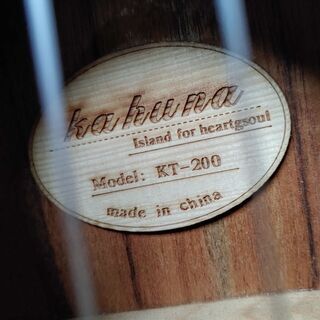 kahuna
Island for heartgsoul
Model: KT-200
made in china